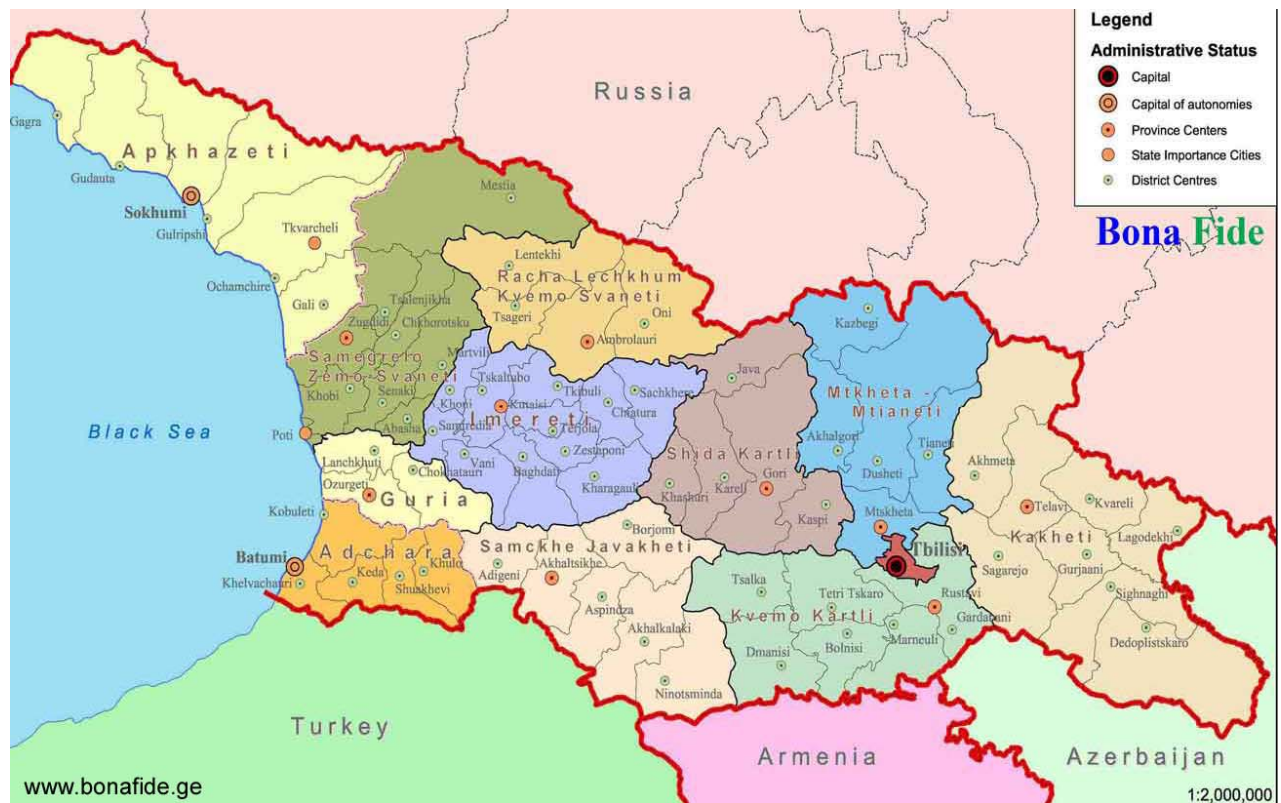 Legend
Administrative Status
Capital
Capital of autonomies
Province Centers
State Importance Cities
District Centres
Bona Fide
Russia
Gagra
Apkhazeti
Gudauta
Sokhumi
Gulripshi
Tkvarcheli
Ochamchire
Gali
Mestia
Lentekhi
Racha Lechkhum
Kvemo Svaneti
Tsageri
Oni
Ambrolauri
Tsalenjikha
Zugdidi
Chkhorotsku
Samegrelo
Zemo Svaneti
Martvili
Khobi
Senaki
Abasha
Poti
Black Sea
Tskaltubo
Tkibuli
Sachkhere
Khoni
Kutaisi
Chiatura
Imereti
Samtredia
Terjola
Vani
Baghdati
Zestaponi
Kharagauli
Java
Shida Kartli
Gori
Khashuri
Kareli
Kaspi
Kazbegi
Mtkheta -
Mtianeti
Akhalgori
Tianeti
Dusheti
Mtskheta
Tbilisi
Lanchkhuti
Chokhatauri
Ozurgeti
Guria
Kobuleti
Batumi
Adchara
Khelvachauri
Keda
Khulo
Shuakhevi
Borjomi
Samckhe Javakheti
Adigeni
Akhaltsikhe
Aspindza
Akhalkalaki
Ninotsminda
Tsalka
Tetri Tskaro
Rustavi
Kvemo Kartli
Gardabani
Marneuli
Bolnisi
Dmanisi
Akhmeta
Telavi
Kvareli
Lagodekhi
Kakheti
Sagarejo
Gurjaani
Sighnaghi
Dedoplistskaro
Turkey
Armenia
Azerbaijan
www.bonafide.ge
1:2,000,000